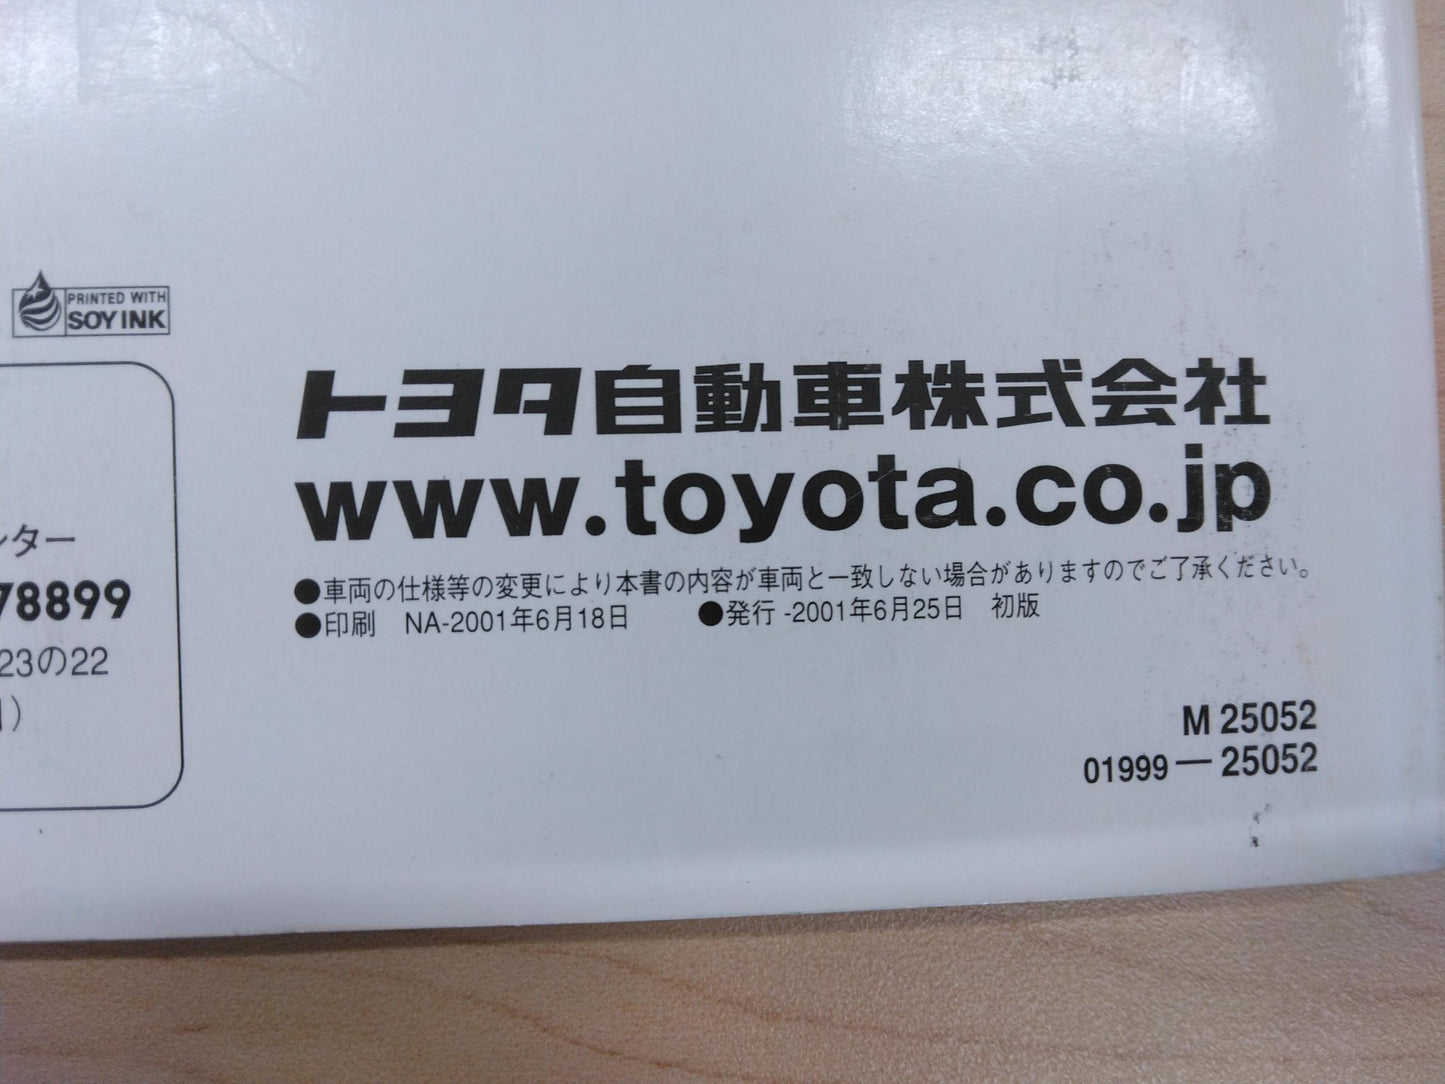 PRINTED WITH
SOY INK
トヨタ自動車株式会社
www.toyota.co.jp
ンター
78899
●車両の仕様等の変更により本書の内容が車両と一致しない場合がありますのでご了承ください。
●印刷　NA-2001年6月18日　●発行 -2001年6月25日　初版
23の22
M 25052
01999－25052